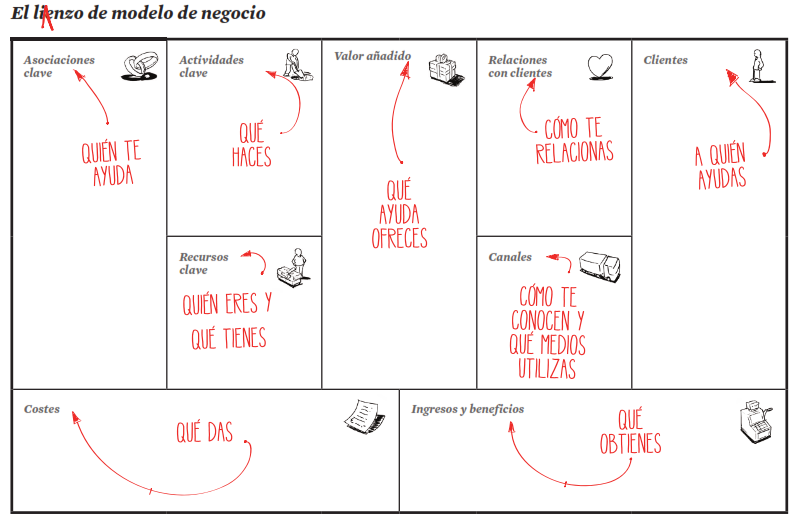 El lienzo de modelo de negocio
Asociaciones
clave
QUIÉN TE
AYUDA
Actividades
clave
QUÉ
HACES
Valor añadido
QUÉ
AYUDA
OFRECES
Relaciones
con clientes
CÓMO TE
RELACIONAS
Clientes
A QUIÉN
AYUDAS
Recursos
clave
QUIÉN ERES Y
QUÉ TIENES
Canales
CÓMO TE
CONOCEN Y
QUÉ MEDIOS
UTILIZAS
Costes
QUÉ DAS
Ingresos y beneficios
QUÉ
OBTIENES